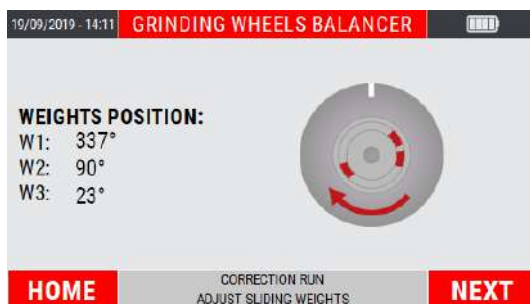 19/09/2019 - 14:11 GRINDING WHEELS BALANCER
WEIGHTS POSITION:
W1: 337°
W2: 90°
W3: 23°
HOME
CORRECTION RUN
ADJUST SLIDING WEIGHTS
NEXT